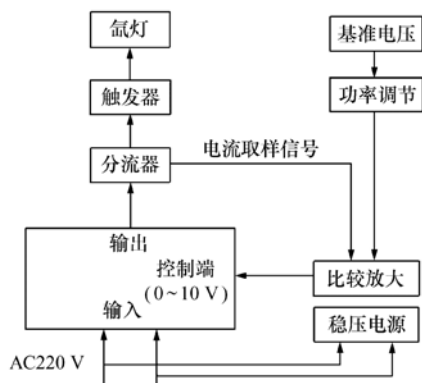 氙灯
基准电压
触发器
功率调节
分流器
电流取样信号
输出
控制端
(0~10 V)
输入
比较放大
稳压电源
AC220 V